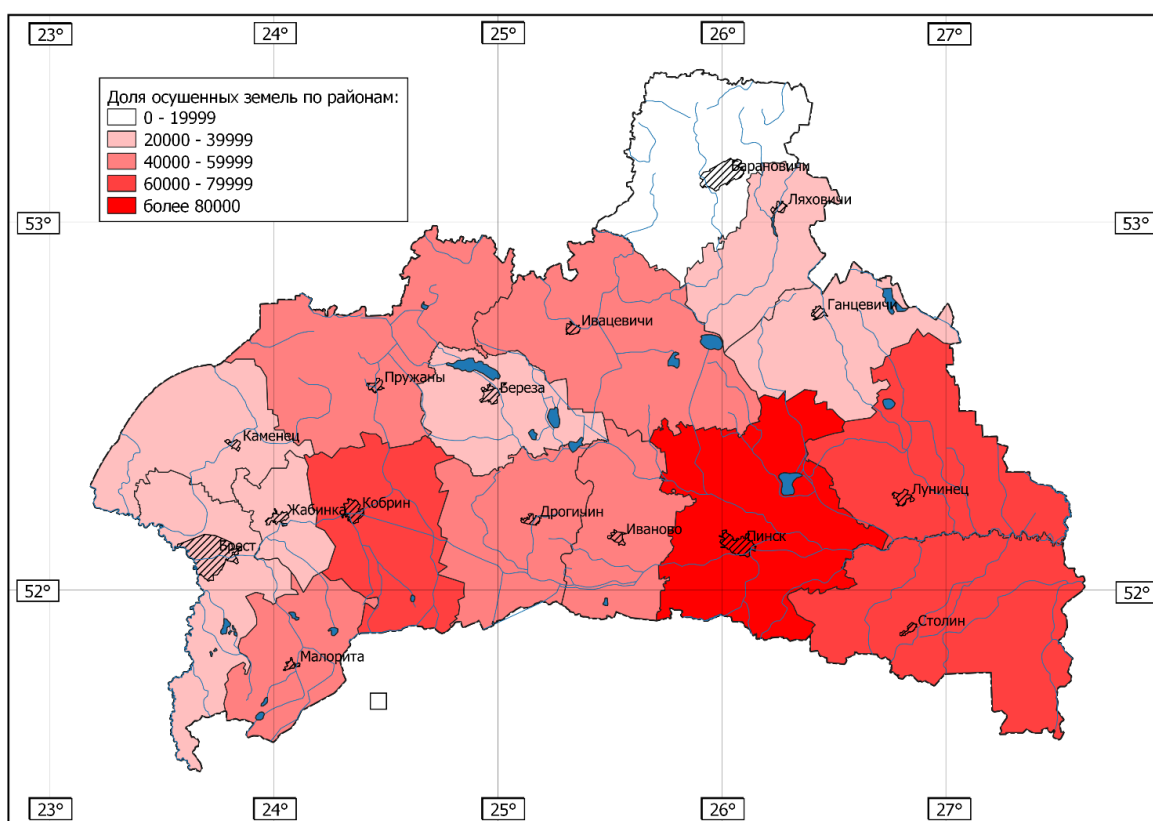 23°
24°
25°
26°
27°
Доля осушенных земель по районам:
0 - 19999
20000 - 39999
40000 - 59999
60000 - 79999
более 80000
Барановичи
Ляховичи
53°
53°
Ганцевичи
Ивацевичи
Пружаны
Береза
Каменец
Лунинец
Кобрин
Жабинка
Дрогичин
Иваново
Пинск
Брест
52°
52°
Столин
Малорита
23°
24°
25°
26°
27°